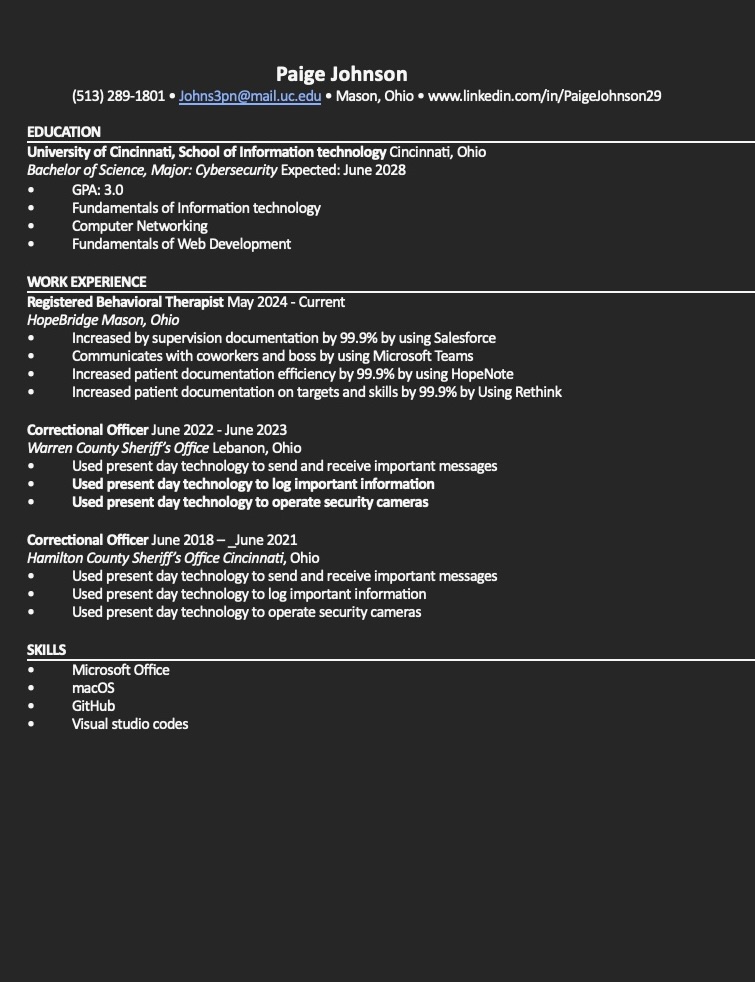 Paige Johnson
(513) 289-1801 • Johns3pn@mail.uc.edu • Mason, Ohio • www.linkedin.com/in/PaigeJohnson29
EDUCATION
University of Cincinnati, School of Information technology Cincinnati, Ohio
Bachelor of Science, Major: Cybersecurity Expected: June 2028
• GPA: 3.0
• Fundamentals of Information technology
• Computer Networking
• Fundamentals of Web Development
WORK EXPERIENCE
Registered Behavioral Therapist May 2024 - Current
HopeBridge Mason, Ohio
• Increased by supervision documentation by 99.9% by using Salesforce
• Communicates with coworkers and boss by using Microsoft Teams
• Increased patient documentation efficiency by 99.9% by using HopeNote
• Increased patient documentation on targets and skills by 99.9% by Using Rethink
Correctional Officer June 2022 - June 2023
Warren County Sheriff's Office Lebanon, Ohio
• Used present day technology to send and receive important messages
• Used present day technology to log important information
• Used present day technology to operate security cameras
Correctional Officer June 2018 – _June 2021
Hamilton County Sheriff's Office Cincinnati, Ohio
• Used present day technology to send and receive important messages
• Used present day technology to log important information
• Used present day technology to operate security cameras
SKILLS
• Microsoft Office
• macOS
• GitHub
• Visual studio codes